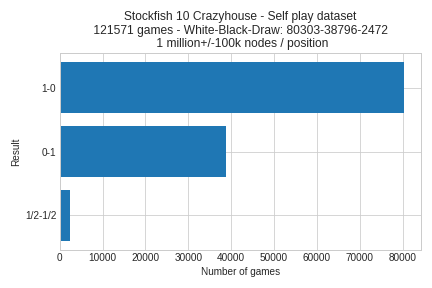 Stockfish 10 Crazyhouse - Self play dataset
121571 games - White-Black-Draw: 80303-38796-2472
1 million+/-100k nodes / position
1-0
0-1
1/2-1/2
Result
0 10000 20000 30000 40000 50000 60000 70000 80000
Number of games